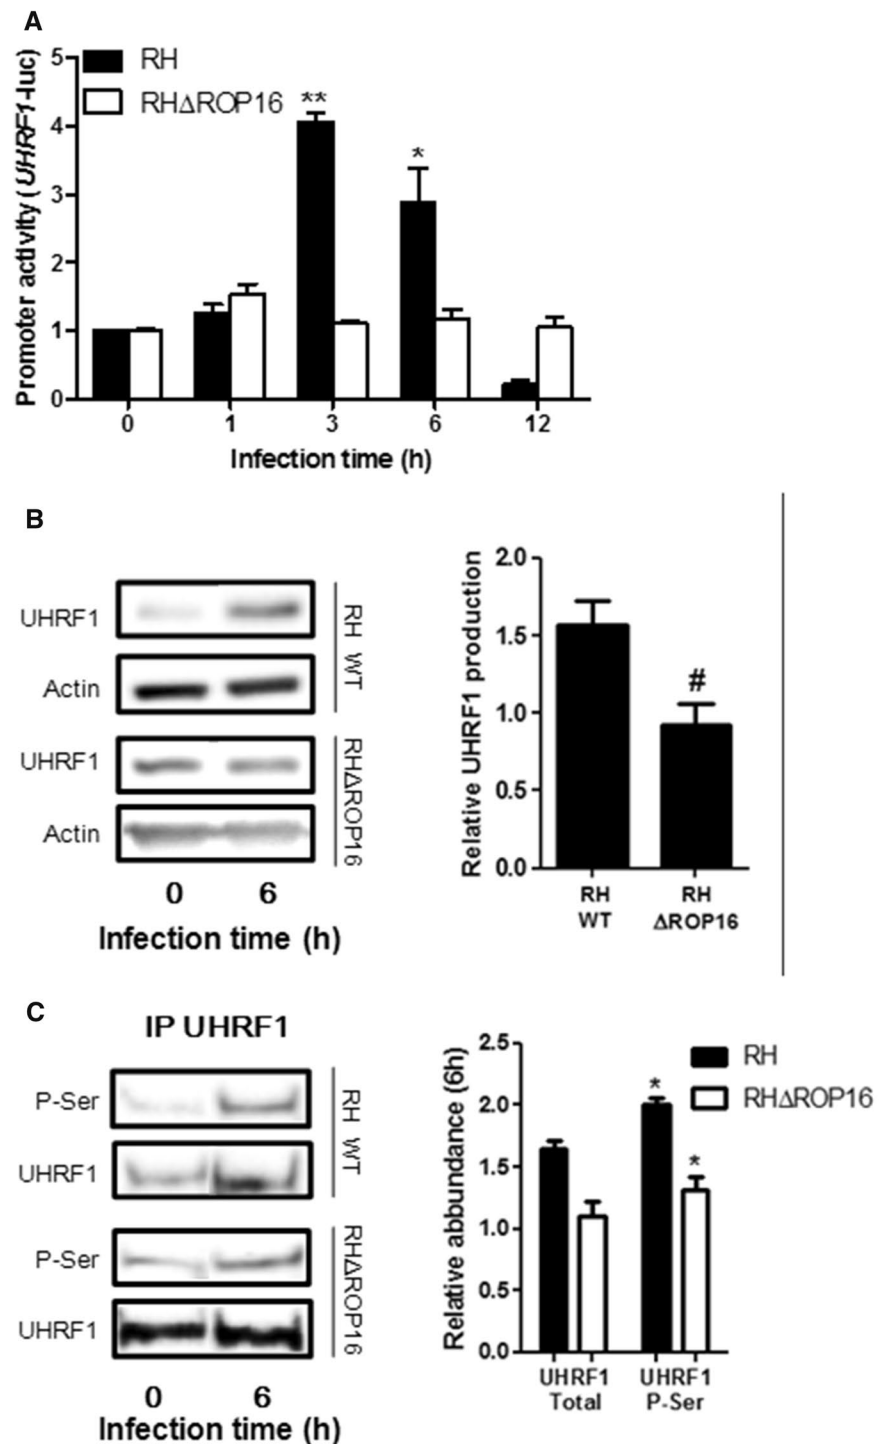 A
Promoter activity (UHRF1-luc)
5
4
3
2
1
0
RH
RHΔROP16
**
*
0 1 3 6 12
Infection time (h)
B
UHRF1
Actin
RH WT
UHRF1
Actin
RHΔROP16
0 6
Infection time (h)
Relative UHRF1 production
2.0
1.5
1.0
0.5
0.0
#
RH WT
RH ΔROP16
C
IP UHRF1
P-Ser
UHRF1
RH WT
P-Ser
UHRF1
RHΔROP16
0 6
Infection time (h)
Relative abbundance (6h)
2.5
2.0
1.5
1.0
0.5
0.0
RH
RHΔROP16
*
*
UHRF1 Total
UHRF1 P-Ser